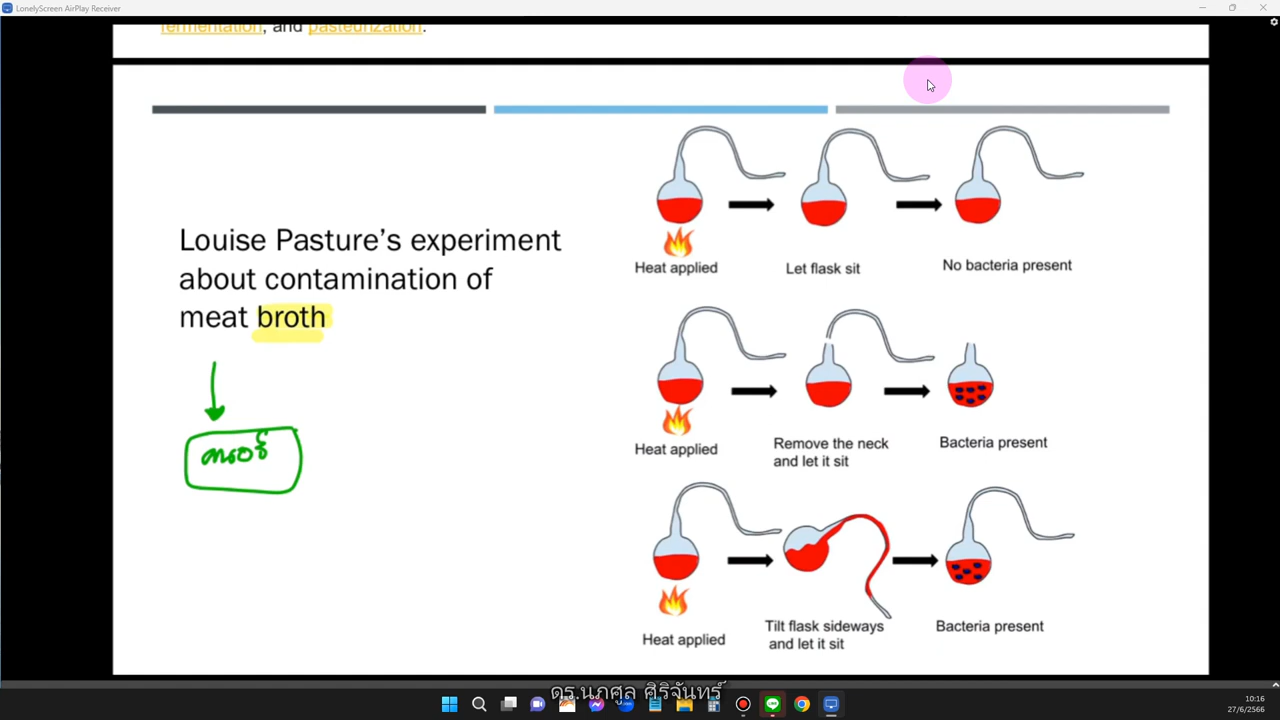 LonelyScreen AirPlay Receiver
fermentation, and pasteurization.
Louise Pasture's experiment
about contamination of
meat broth
Heat applied
Let flask sit
No bacteria present
Heat applied
Remove the neck
and let it sit
Bacteria present
Heat applied
Tilt flask sideways
and let it sit
Bacteria present
ดร.นภศูล ศิริจันทร์
10:16
27/6/2566